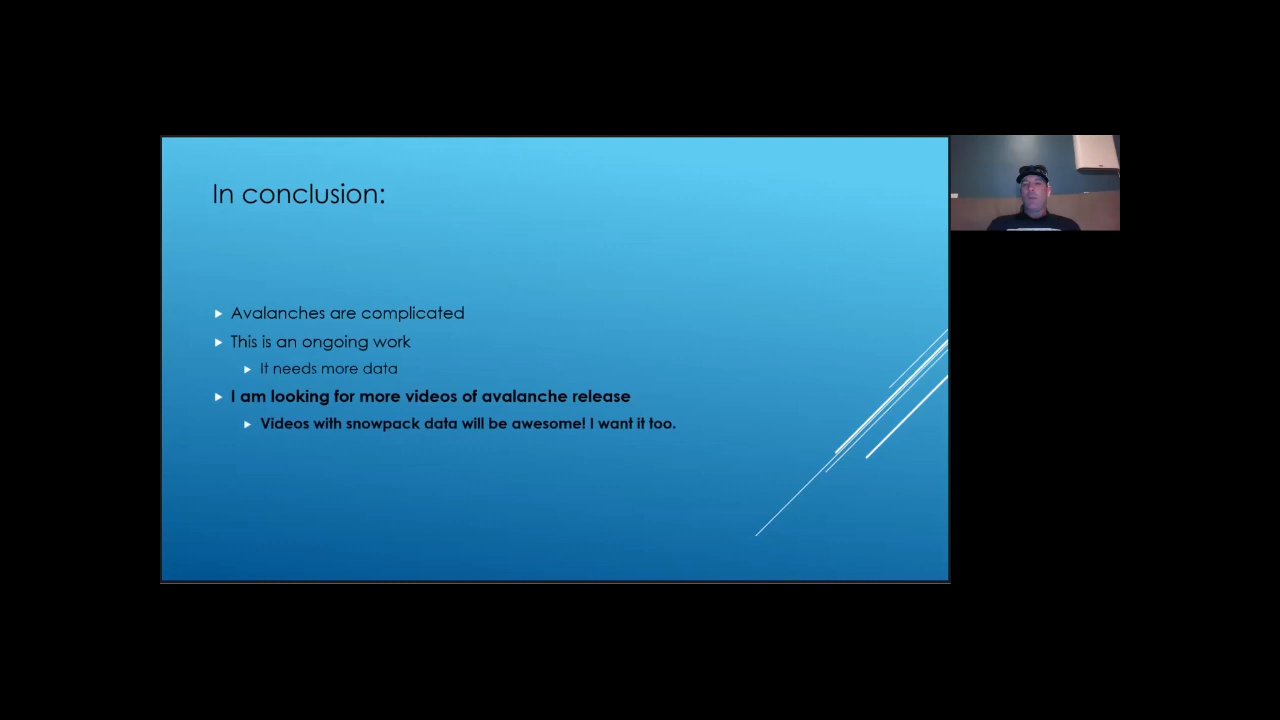 In conclusion:
Avalanches are complicated
This is an ongoing work
It needs more data
I am looking for more videos of avalanche release
Videos with snowpack data will be awesome! I want it too.